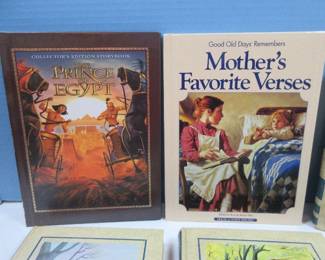 COLLECTOR'S EDITION STORYBOOK
THE
PRINCE
OF
EGYPT
Good Old Days Remembers
Mother's
Favorite Verses